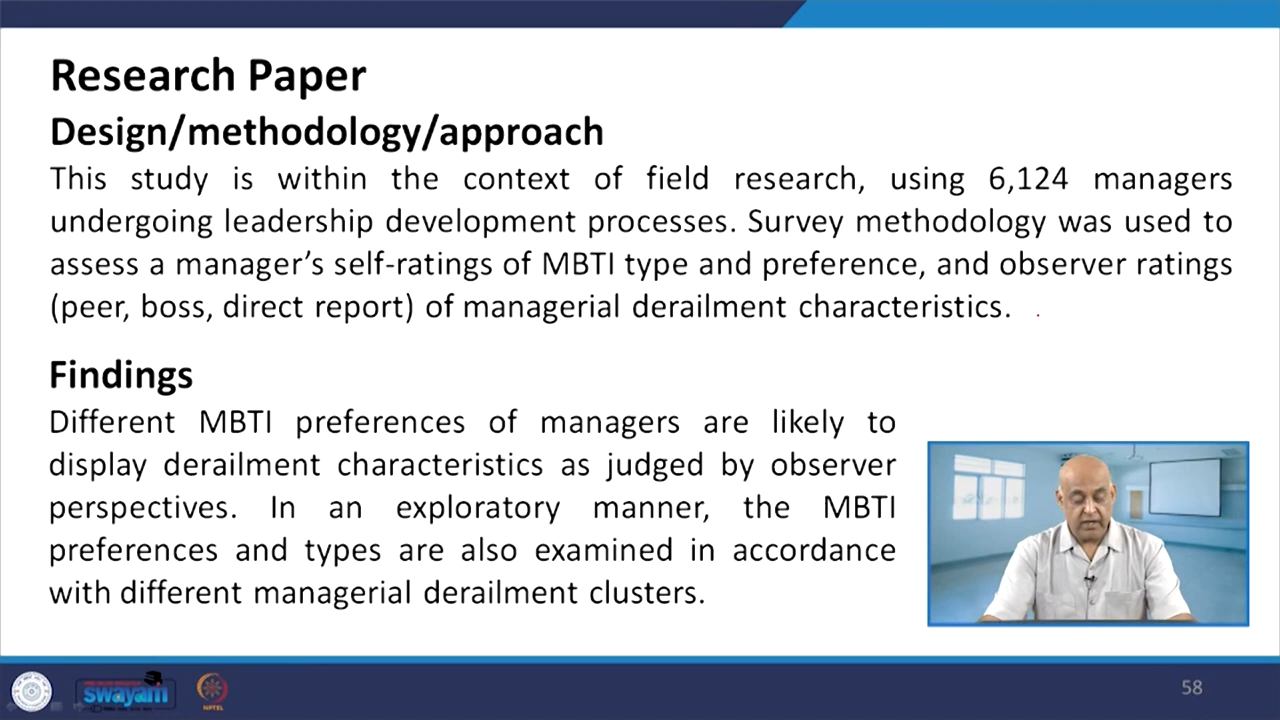 Research Paper
Design/methodology/approach
This study is within the context of field research, using 6,124 managers
undergoing leadership development processes. Survey methodology was used to
assess a manager’s self-ratings of MBTI type and preference, and observer ratings
(peer, boss, direct report) of managerial derailment characteristics.
Findings
Different MBTI preferences of managers are likely to
display derailment characteristics as judged by observer
perspectives. In an exploratory manner, the MBTI
preferences and types are also examined in accordance
with different managerial derailment clusters.
swayam
NPTEL
58